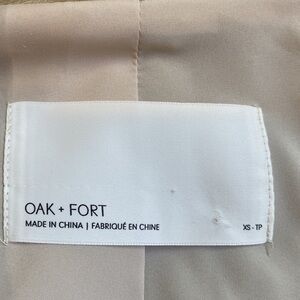 OAK + FORT
MADE IN CHINA | FABRIQUÉ EN CHINE XS - TP